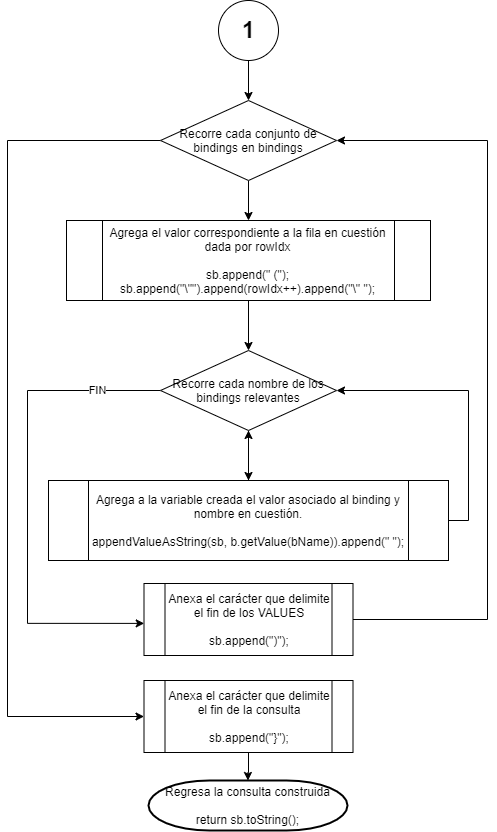 1
Recorre cada conjunto de
bindings en bindings
Agrega el valor correspondiente a la fila en cuestión
dada por rowIdx
sb.append(" (");
sb.append("\"").append(rowIdx++).append("\" ");
Recorre cada nombre de los
bindings relevantes
FIN
Agrega a la variable creada el valor asociado al binding y
nombre en cuestión.
appendValueAsString(sb, b.getValue(bName)).append(" ");
Anexa el carácter que delimite
el fin de los VALUES
sb.append(")");
Anexa el carácter que delimite
el fin de la consulta
sb.append("}");
Regresa la consulta construida
return sb.toString();